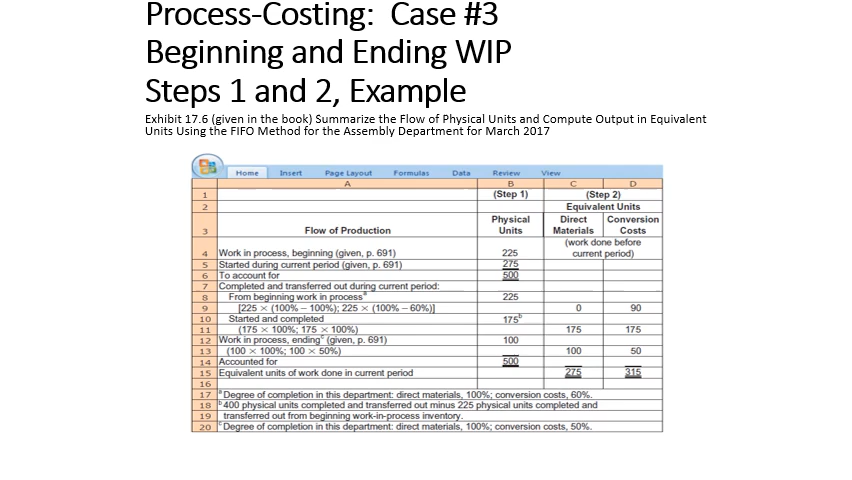 Process-Costing: Case #3
Beginning and Ending WIP
Steps 1 and 2, Example
Exhibit 17.6 (given in the book) Summarize the Flow of Physical Units and Compute Output in Equivalent
Units Using the FIFO Method for the Assembly Department for March 2017
Home Insert Page Layout Formulas Data Review View
A B C D
1 (Step 1) (Step 2)
2 Equivalent Units
Physical Direct Conversion
3 Flow of Production Units Materials Costs
(work done before
4 Work in process, beginning (given, p. 691) 225 current period)
5 Started during current period (given, p. 691) 275
6 To account for 500
7 Completed and transferred out during current period:
8 From beginning work in processᵃ 225
9 [225 × (100% – 100%); 225 × (100% – 60%)] 0 90
10 Started and completed 175ᵇ
11 (175 × 100%; 175 × 100%) 175 175
12 Work in process, endingᶜ (given, p. 691) 100
13 (100 × 100%; 100 × 50%) 100 50
14 Accounted for 500
15 Equivalent units of work done in current period 275 315
16
17 ᵃDegree of completion in this department: direct materials, 100%; conversion costs, 60%.
18 ᵇ400 physical units completed and transferred out minus 225 physical units completed and
19 transferred out from beginning work-in-process inventory.
20 ᶜDegree of completion in this department: direct materials, 100%; conversion costs, 50%.